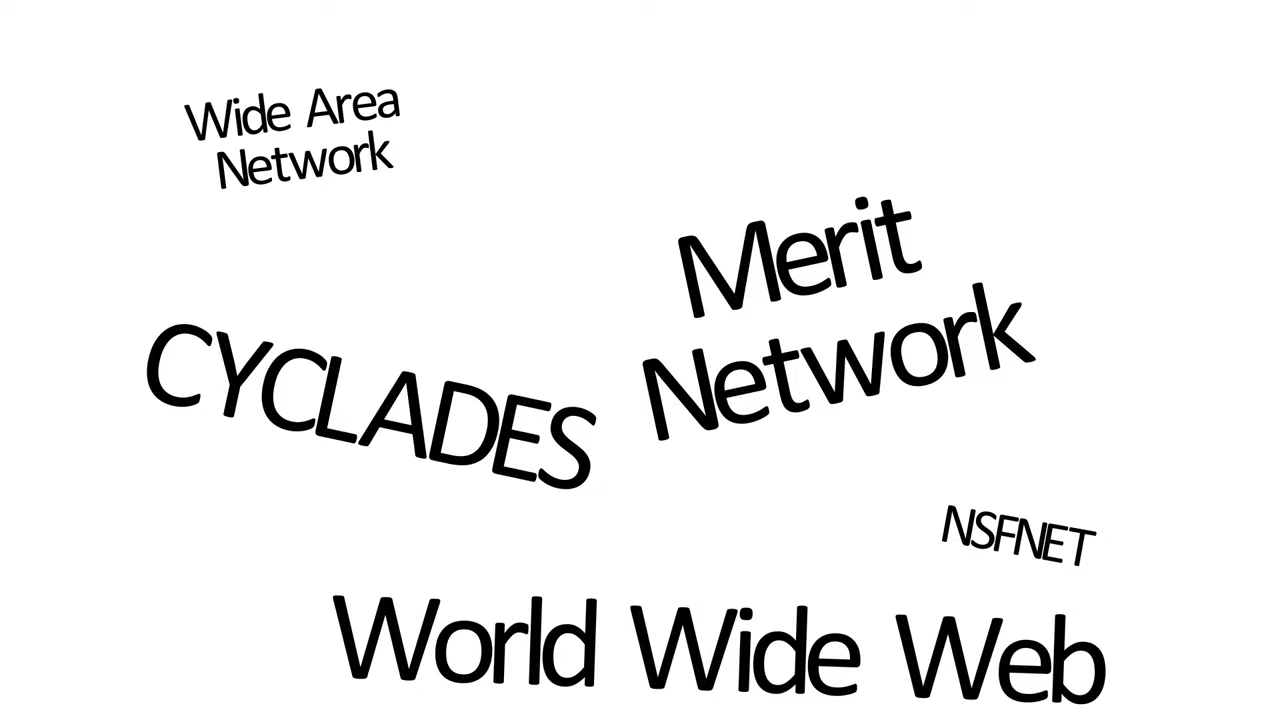 Wide Area
Network
Merit
Network
CYCLADES
NSFNET
World Wide Web